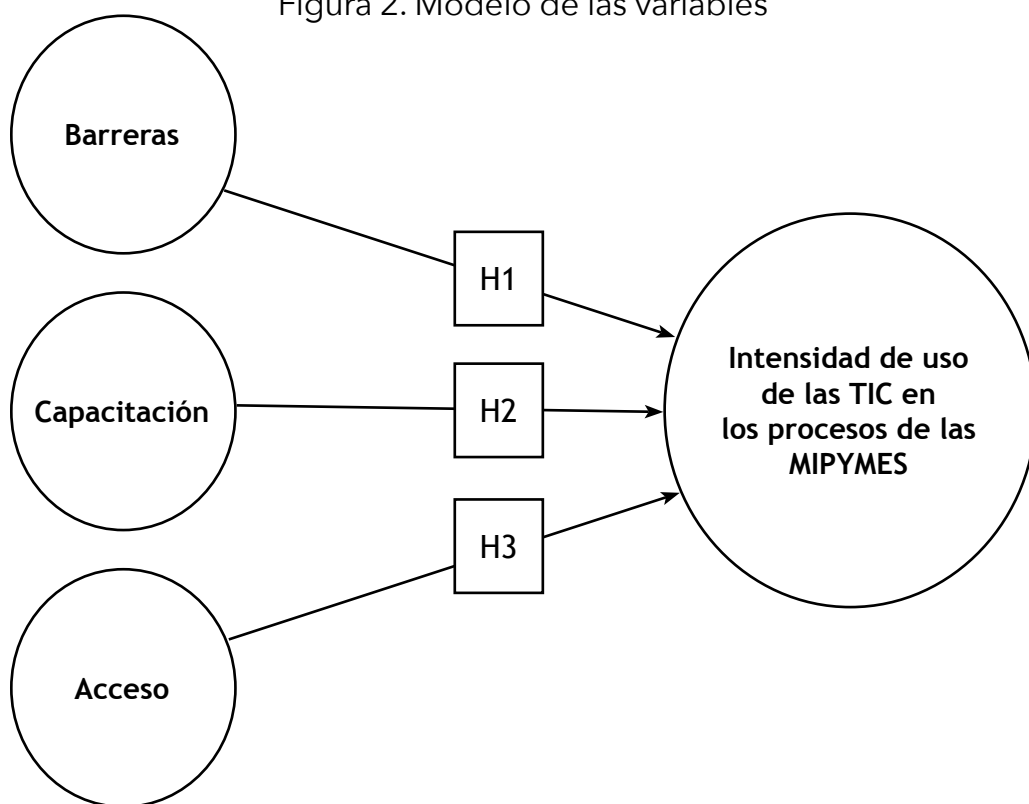 Figura 2. Modelo de las variables
Barreras
H1
Capacitación
H2
Intensidad de uso
de las TIC en
los procesos de las
MIPYMES
H3
Acceso